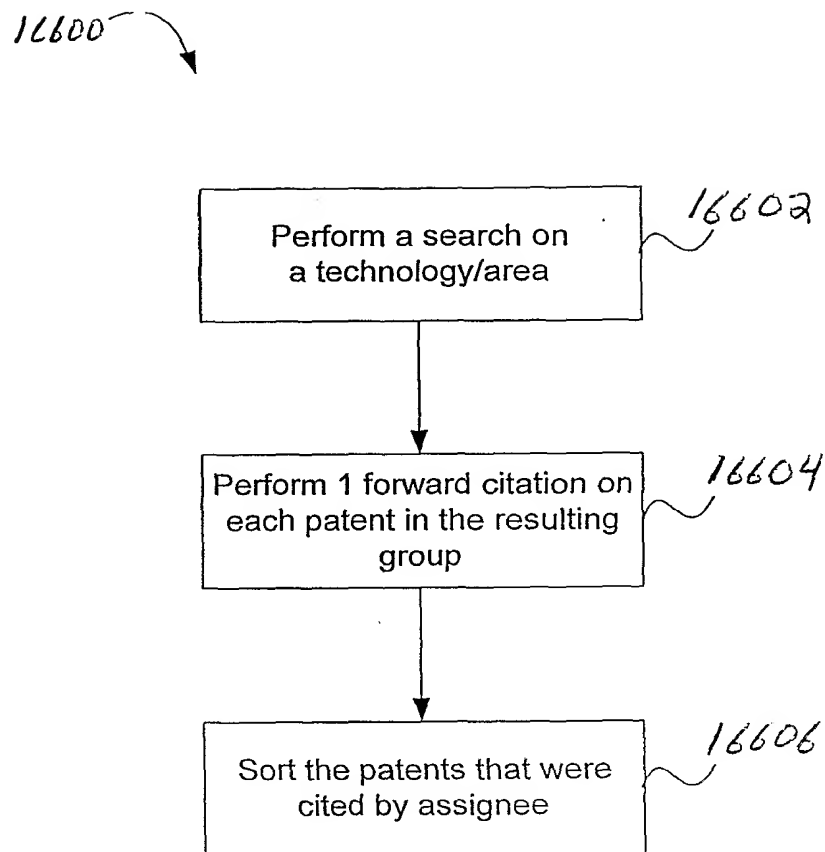 16600
16602
Perform a search on
a technology/area
16604
Perform 1 forward citation on
each patent in the resulting
group
16606
Sort the patents that were
cited by assignee